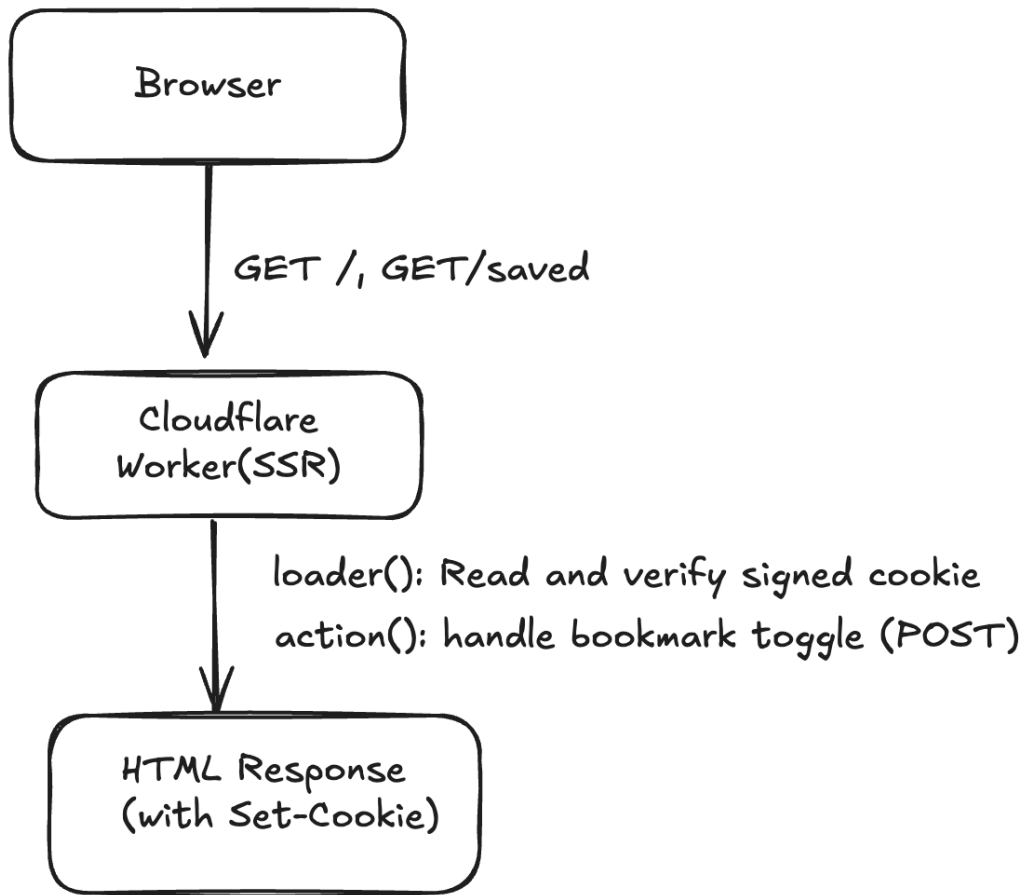 Browser
GET /, GET/saved
Cloudflare
Worker(SSR)
loader(): Read and verify signed cookie
action(): handle bookmark toggle (POST)
HTML Response
(with Set-Cookie)